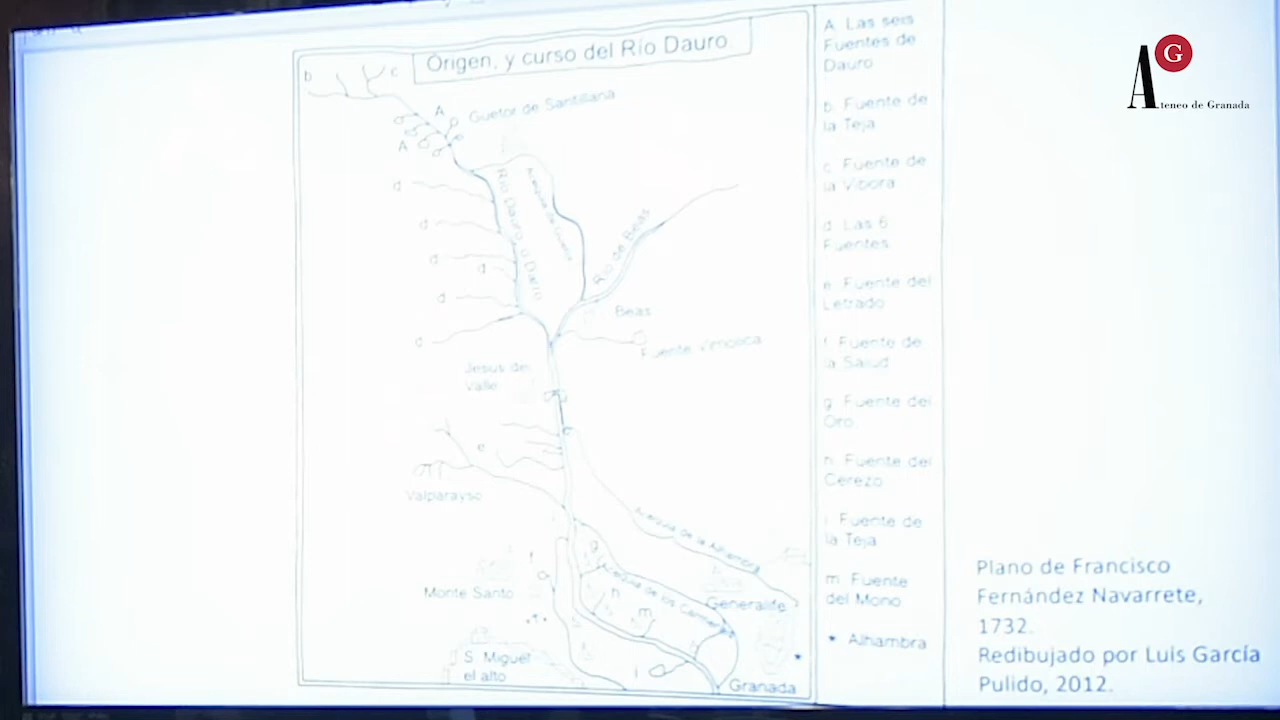 Origen, y curso del Río Dauro
b
c
A
Guetor de Santillana
A
d
Río Dauro, o Darro
Acequia de Guetor
d
Río de Beas
d
d
d
Beas
d
Fuente
Jesus del
Valle
e
Valparayso
Acequia de la Alhambra
f
g
Acequia de los
Monte Santo
n
m
Generalife
S. Miguel
el alto
Granada
A. Las seis
Fuentes de
Dauro
b. Fuente de
la Teja
c. Fuente de
la Vibora
d. Las 6
Fuentes
e. Fuente del
Letrado
f. Fuente de
la Salud
g. Fuente del
Oro
h. Fuente del
Cerezo
i. Fuente de
la Teja
m. Fuente
del Mono
* Alhambra
Plano de Francisco
Fernández Navarrete,
1732.
Redibujado por Luis García
Pulido, 2012.
G
Ateneo de Granada